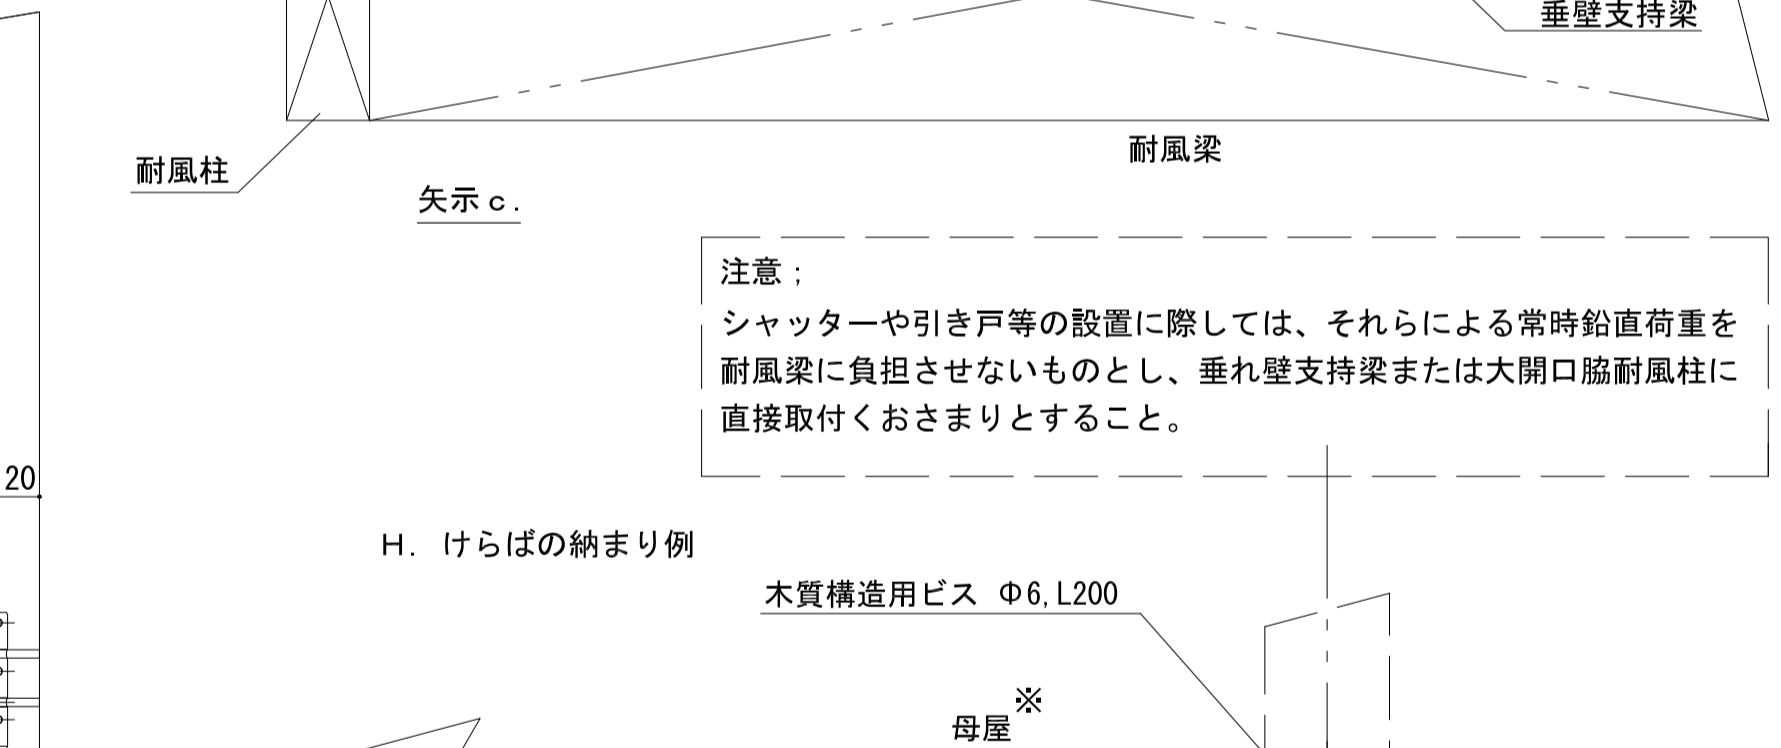 垂壁支持梁
耐風梁
耐風柱
矢示ｃ.
注意；
シャッターや引き戸等の設置に際しては、それらによる常時鉛直荷重を
耐風梁に負担させないものとし、垂れ壁支持梁または大開口脇耐風柱に
直接取付くおさまりとすること。
20
Ｈ． けらばの納まり例
木質構造用ビス Φ6,L200
母屋※